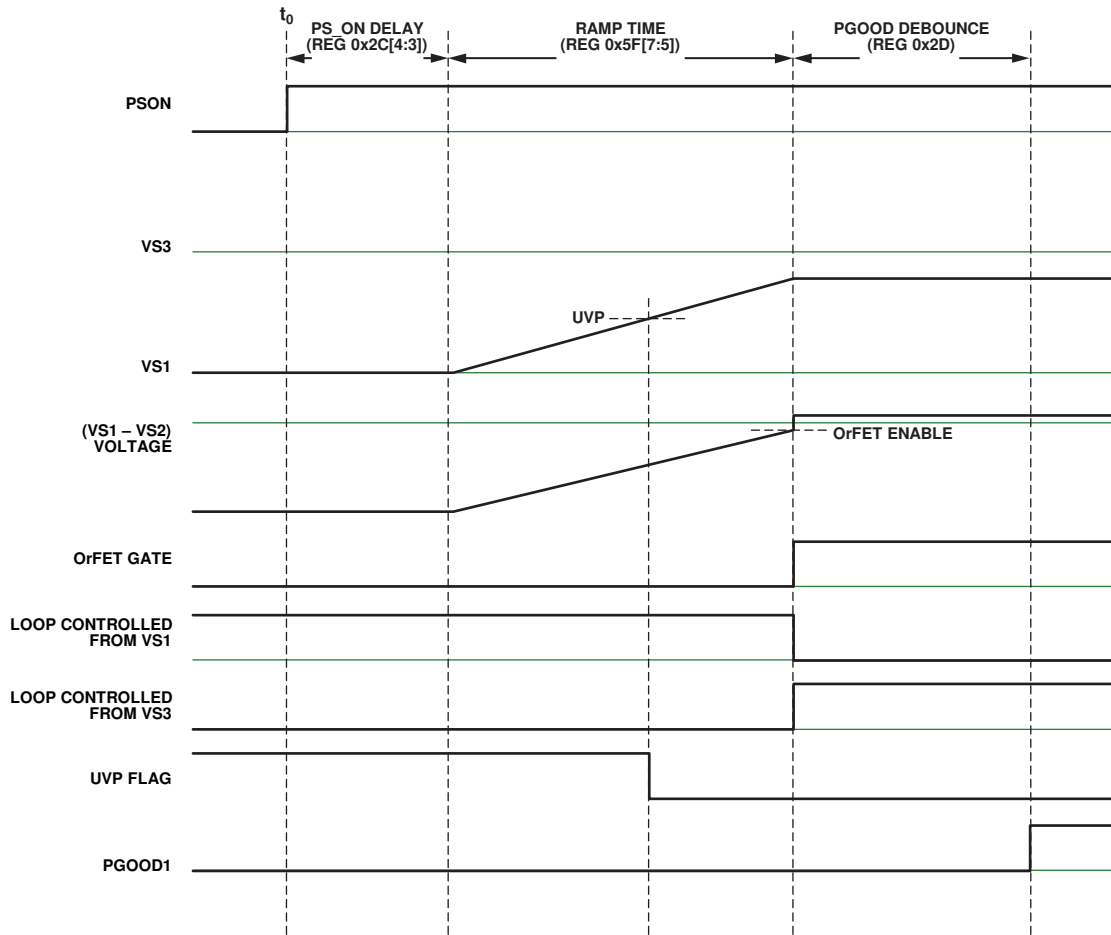 t0
PS_ON DELAY
(REG 0x2C[4:3])
RAMP TIME
(REG 0x5F[7:5])
PGOOD DEBOUNCE
(REG 0x2D)
PSON
VS3
UVP
VS1
(VS1 – VS2)
VOLTAGE
OrFET ENABLE
OrFET GATE
LOOP CONTROLLED
FROM VS1
LOOP CONTROLLED
FROM VS3
UVP FLAG
PGOOD1